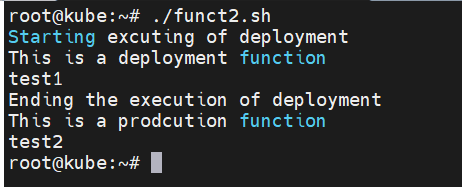 root@kube:~# ./funct2.sh
Starting excuting of deployment
This is a deployment function
test1
Ending the execution of deployment
This is a prodcution function
test2
root@kube:~#